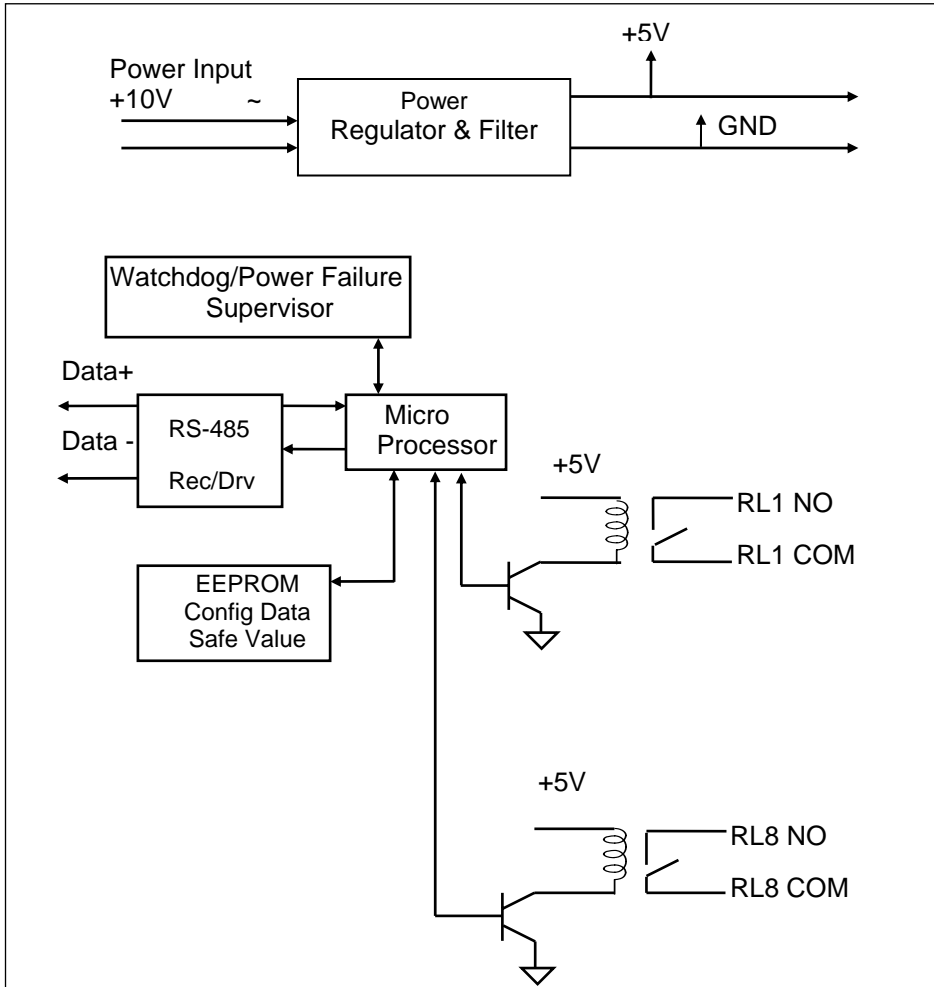 +5V
Power Input
+10V ~
Power
Regulator & Filter
GND
Watchdog/Power Failure
Supervisor
Data+
Data -
RS-485
Rec/Drv
Micro
Processor
+5V
RL1 NO
RL1 COM
EEPROM
Config Data
Safe Value
+5V
RL8 NO
RL8 COM